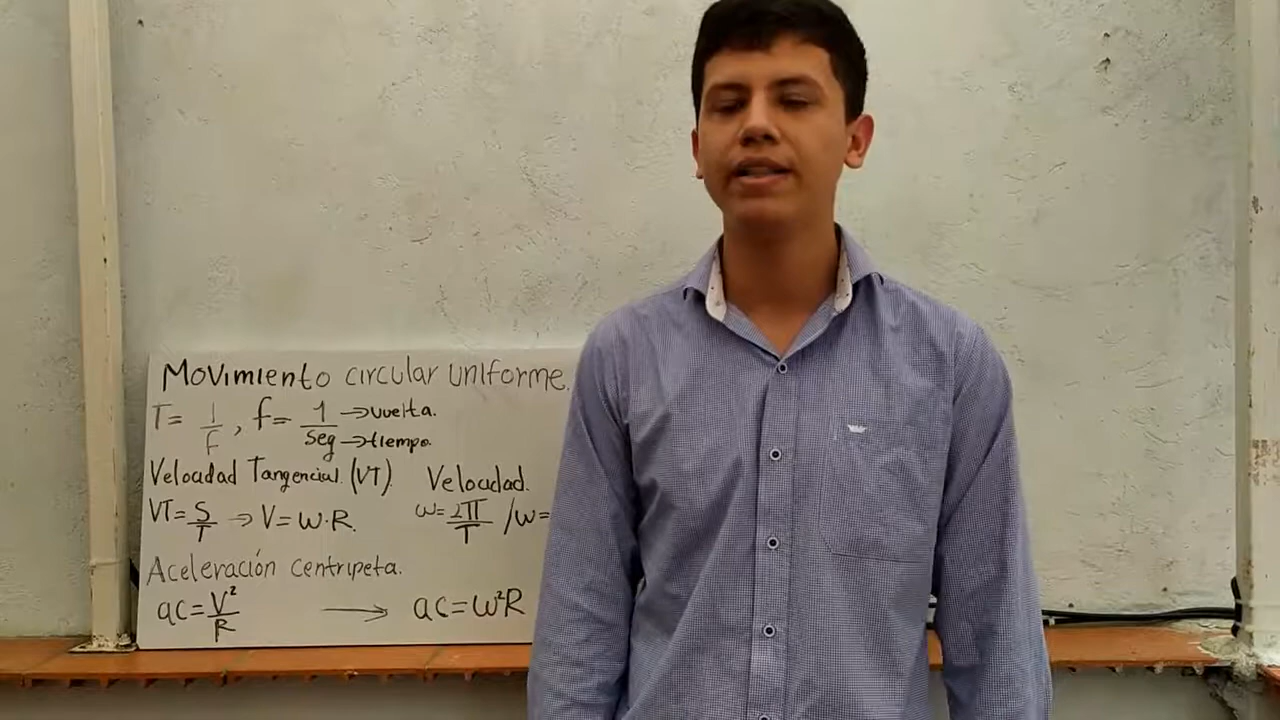 Movimiento circular uniforme.
T= 1/f , f= 1/seg →vuelta. →tiempo.
Velocidad Tangencial (VT). Velocidad.
VT= S/T → V= ω·R. ω= 2π/T /ω=
Aceleración centripeta.
ac= V²/R → ac= ω²R